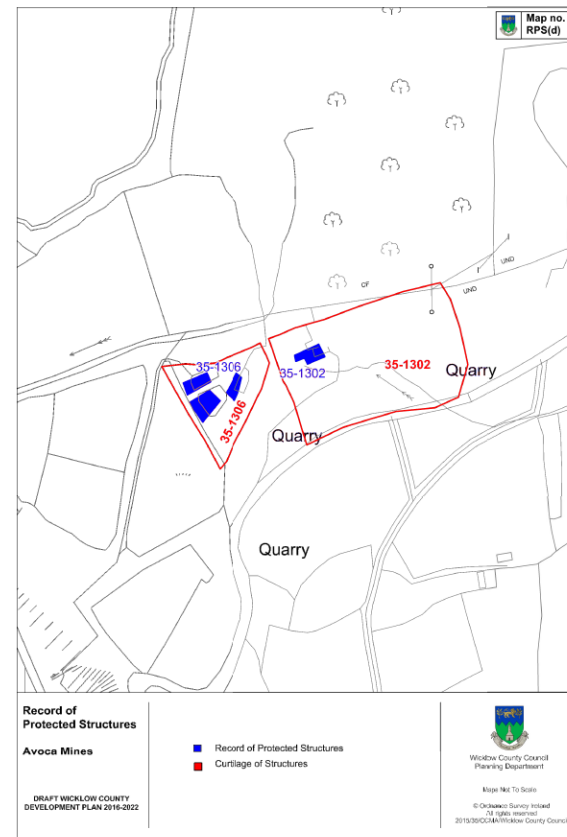 Map no.
RPS(d)
CF
UND
UND
35-1306
35-1302
35-1302
Quarry
35-1306
Quarry
Quarry
Record of
Protected Structures
Avoca Mines
DRAFT WICKLOW COUNTY
DEVELOPMENT PLAN 2016-2022
Record of Protected Structures
Curtilage of Structures
Wicklow County Council
Planning Department
Maps Not To Scale
© Ordnance Survey Ireland
All rights reserved
2015/35/CCMA/Wicklow County Council